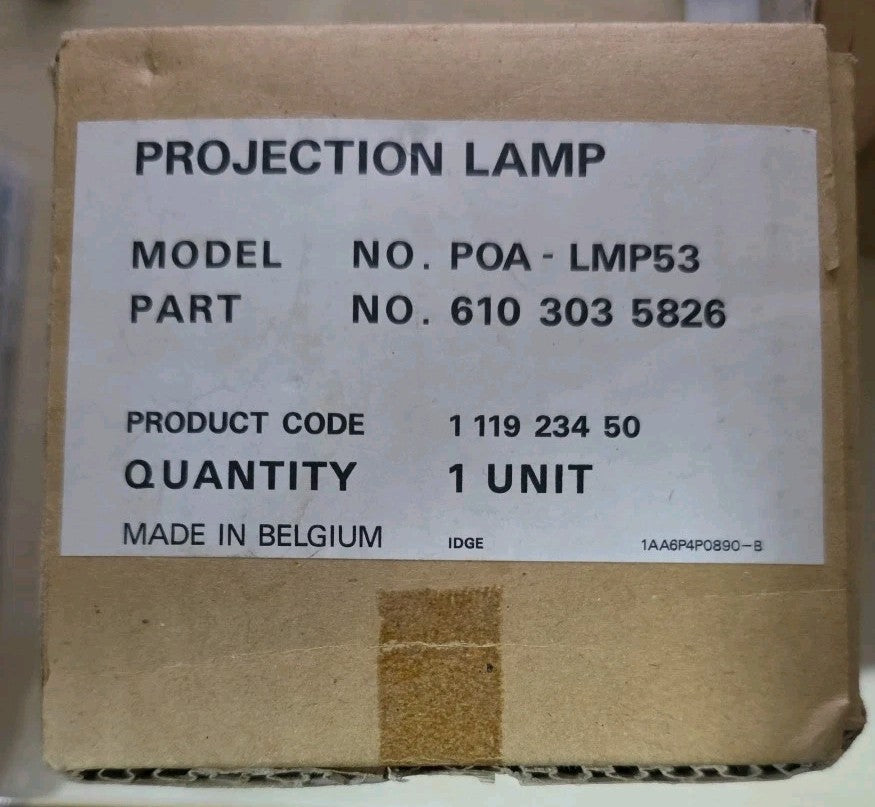 PROJECTION LAMP
MODEL NO. POA - LMP53
PART NO. 610 303 5826
PRODUCT CODE 1 119 234 50
QUANTITY 1 UNIT
MADE IN BELGIUM IDGE 1AA6P4P0890-B